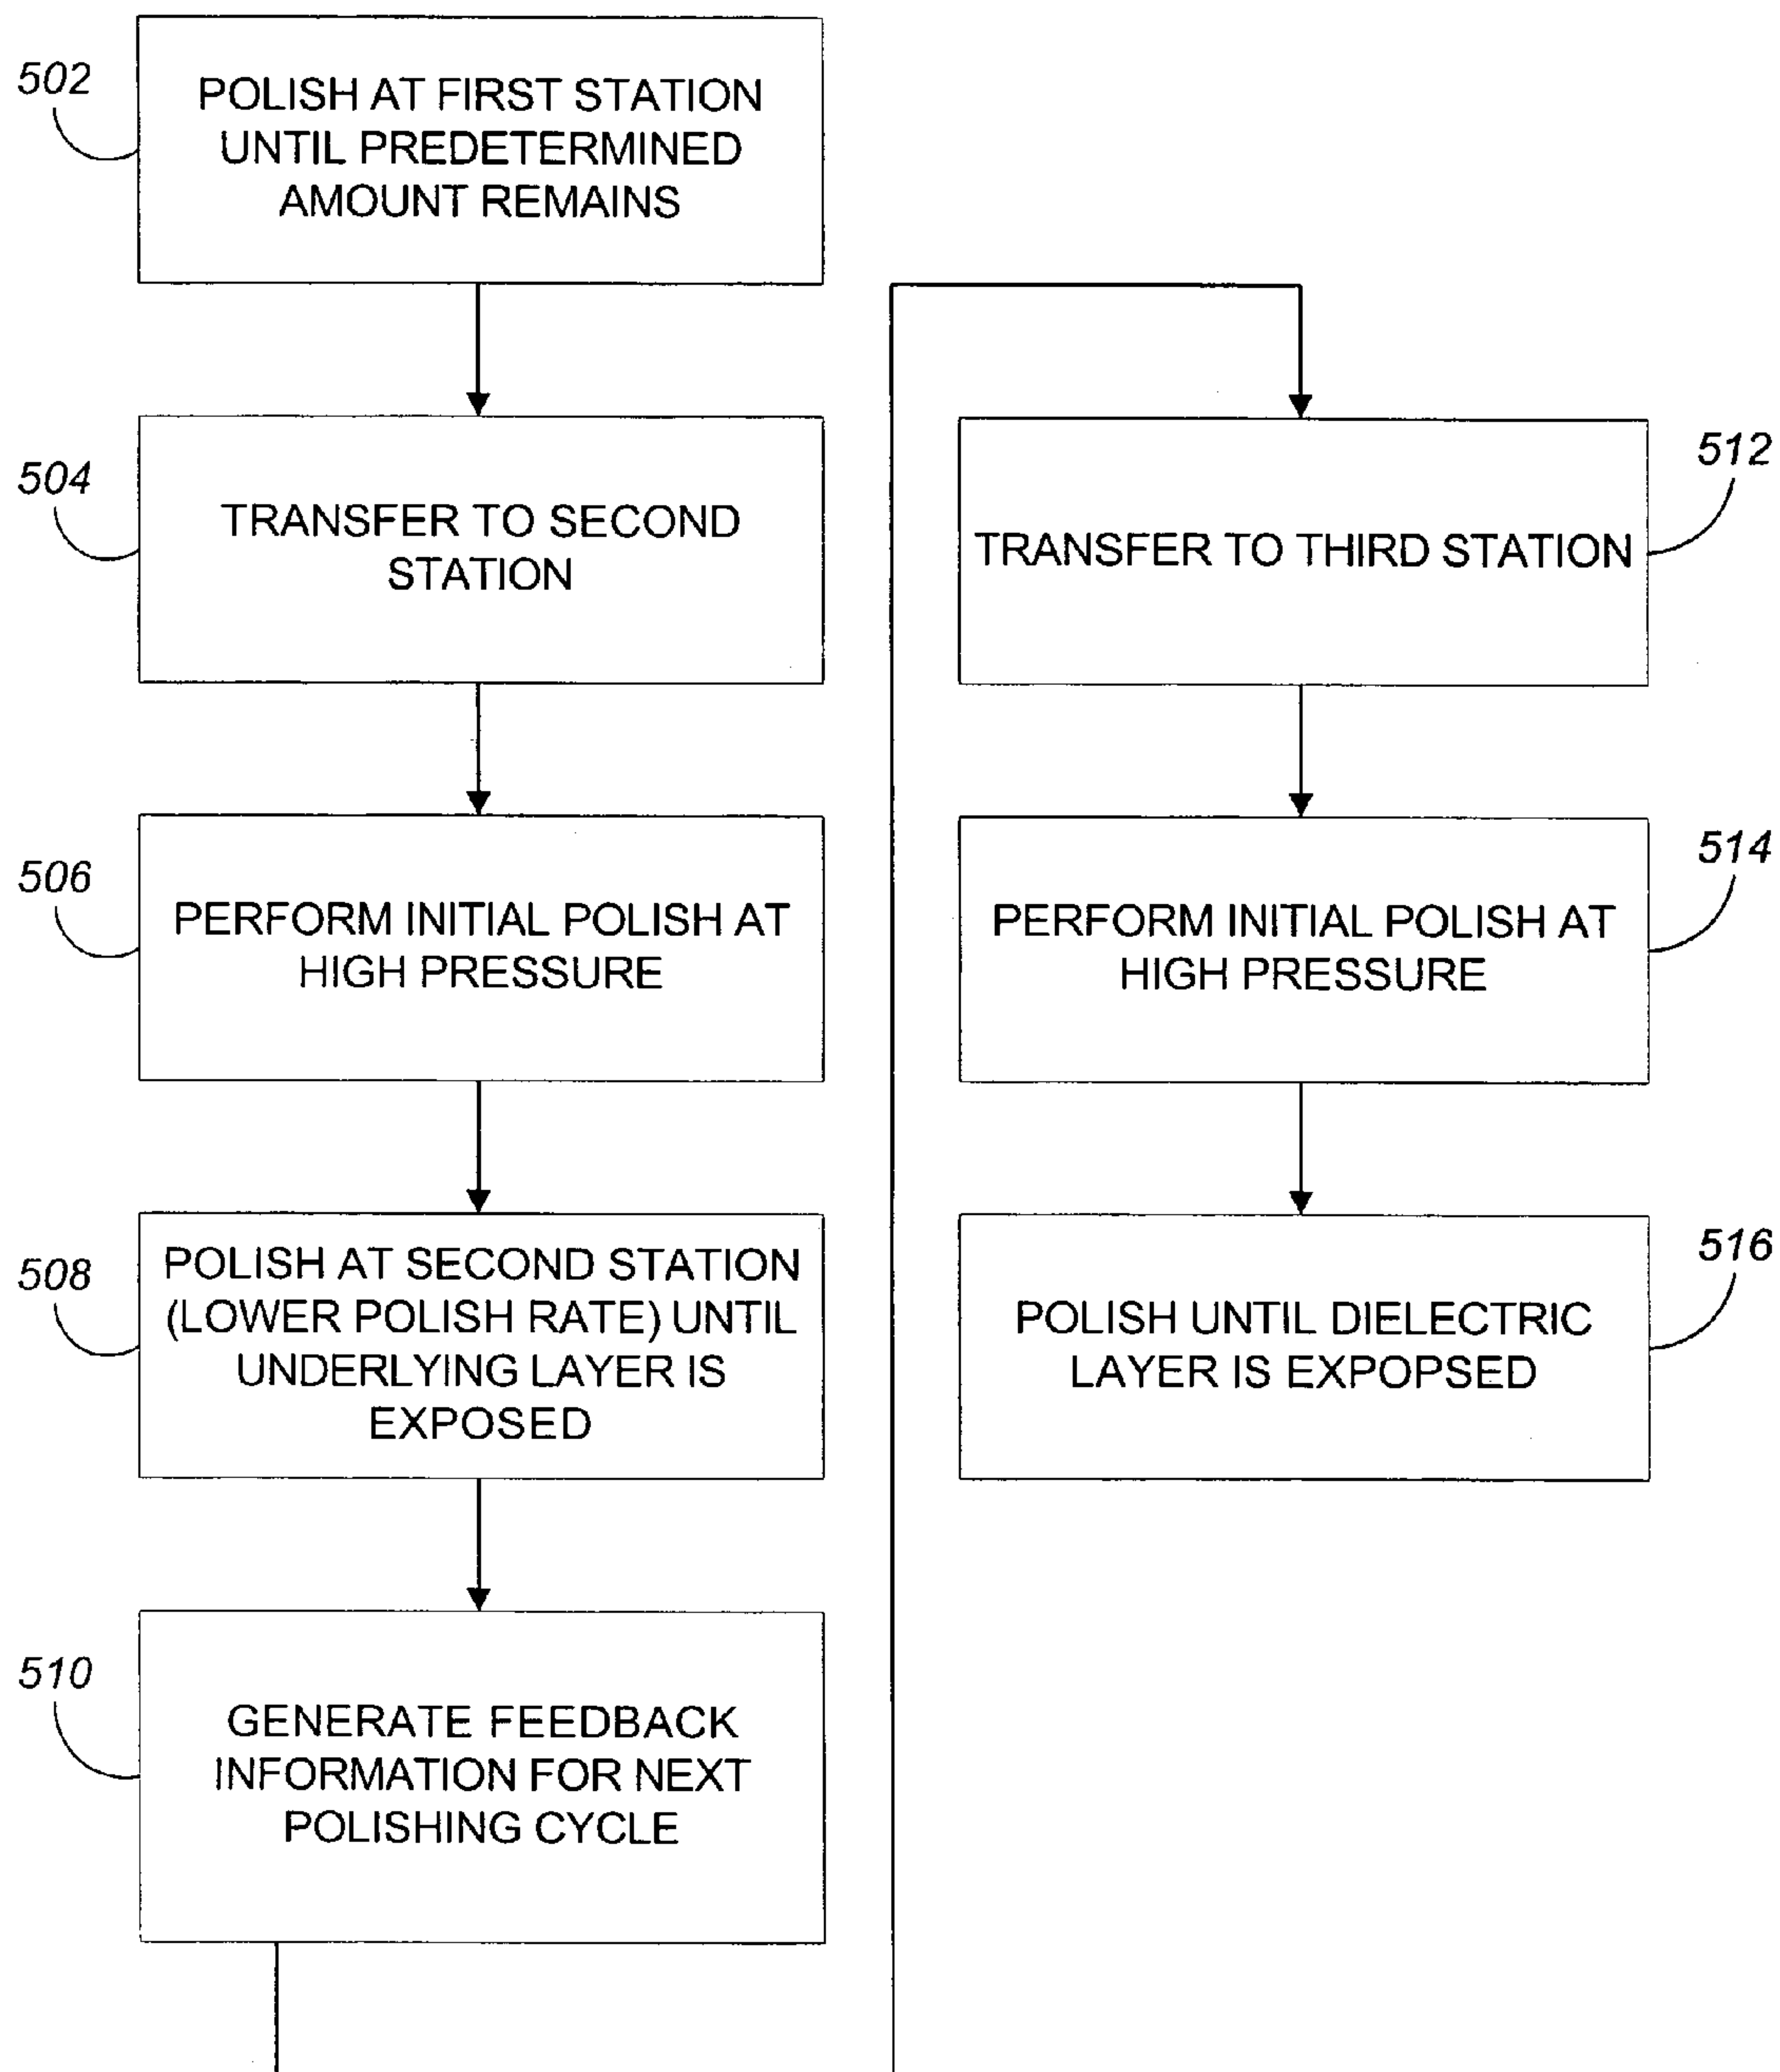 502
POLISH AT FIRST STATION
UNTIL PREDETERMINED
AMOUNT REMAINS
504
TRANSFER TO SECOND
STATION
506
PERFORM INITIAL POLISH AT
HIGH PRESSURE
508
POLISH AT SECOND STATION
(LOWER POLISH RATE) UNTIL
UNDERLYING LAYER IS
EXPOSED
510
GENERATE FEEDBACK
INFORMATION FOR NEXT
POLISHING CYCLE
512
TRANSFER TO THIRD STATION
514
PERFORM INITIAL POLISH AT
HIGH PRESSURE
516
POLISH UNTIL DIELECTRIC
LAYER IS EXPOPSED